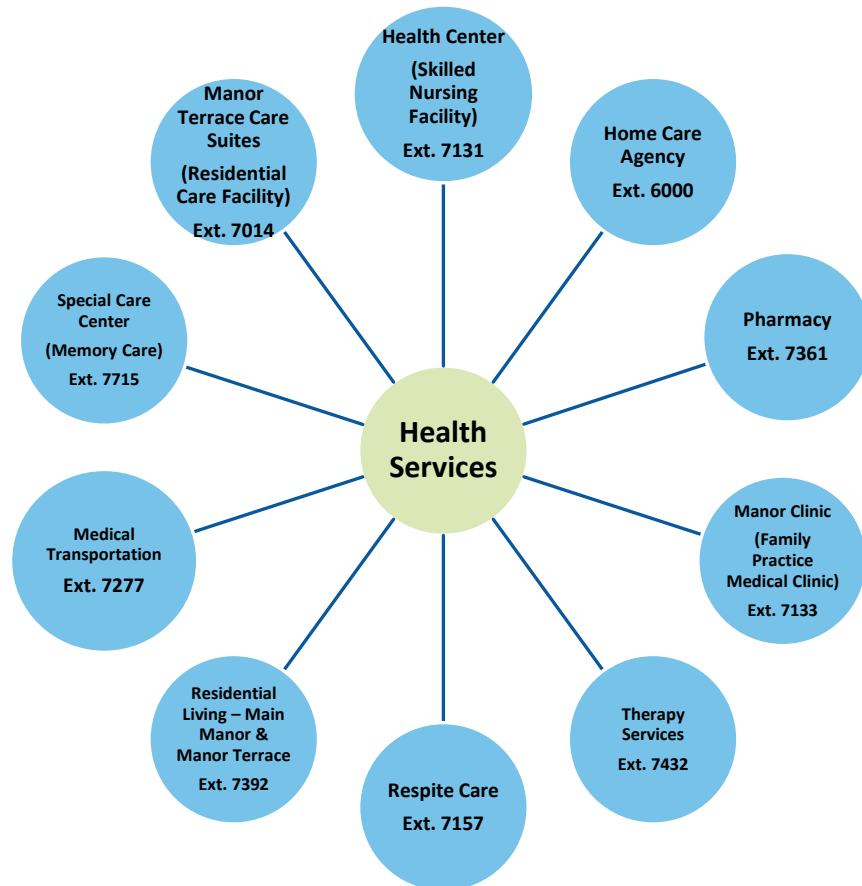 Health Center
(Skilled
Nursing
Facility)
Ext. 7131
Home Care
Agency
Ext. 6000
Pharmacy
Ext. 7361
Manor Clinic
(Family
Practice
Medical Clinic)
Ext. 7133
Therapy
Services
Ext. 7432
Respite Care
Ext. 7157
Residential
Living – Main
Manor &
Manor Terrace
Ext. 7392
Medical
Transportation
Ext. 7277
Special Care
Center
(Memory Care)
Ext. 7715
Manor
Terrace Care
Suites
(Residential
Care Facility)
Ext. 7014
Health
Services